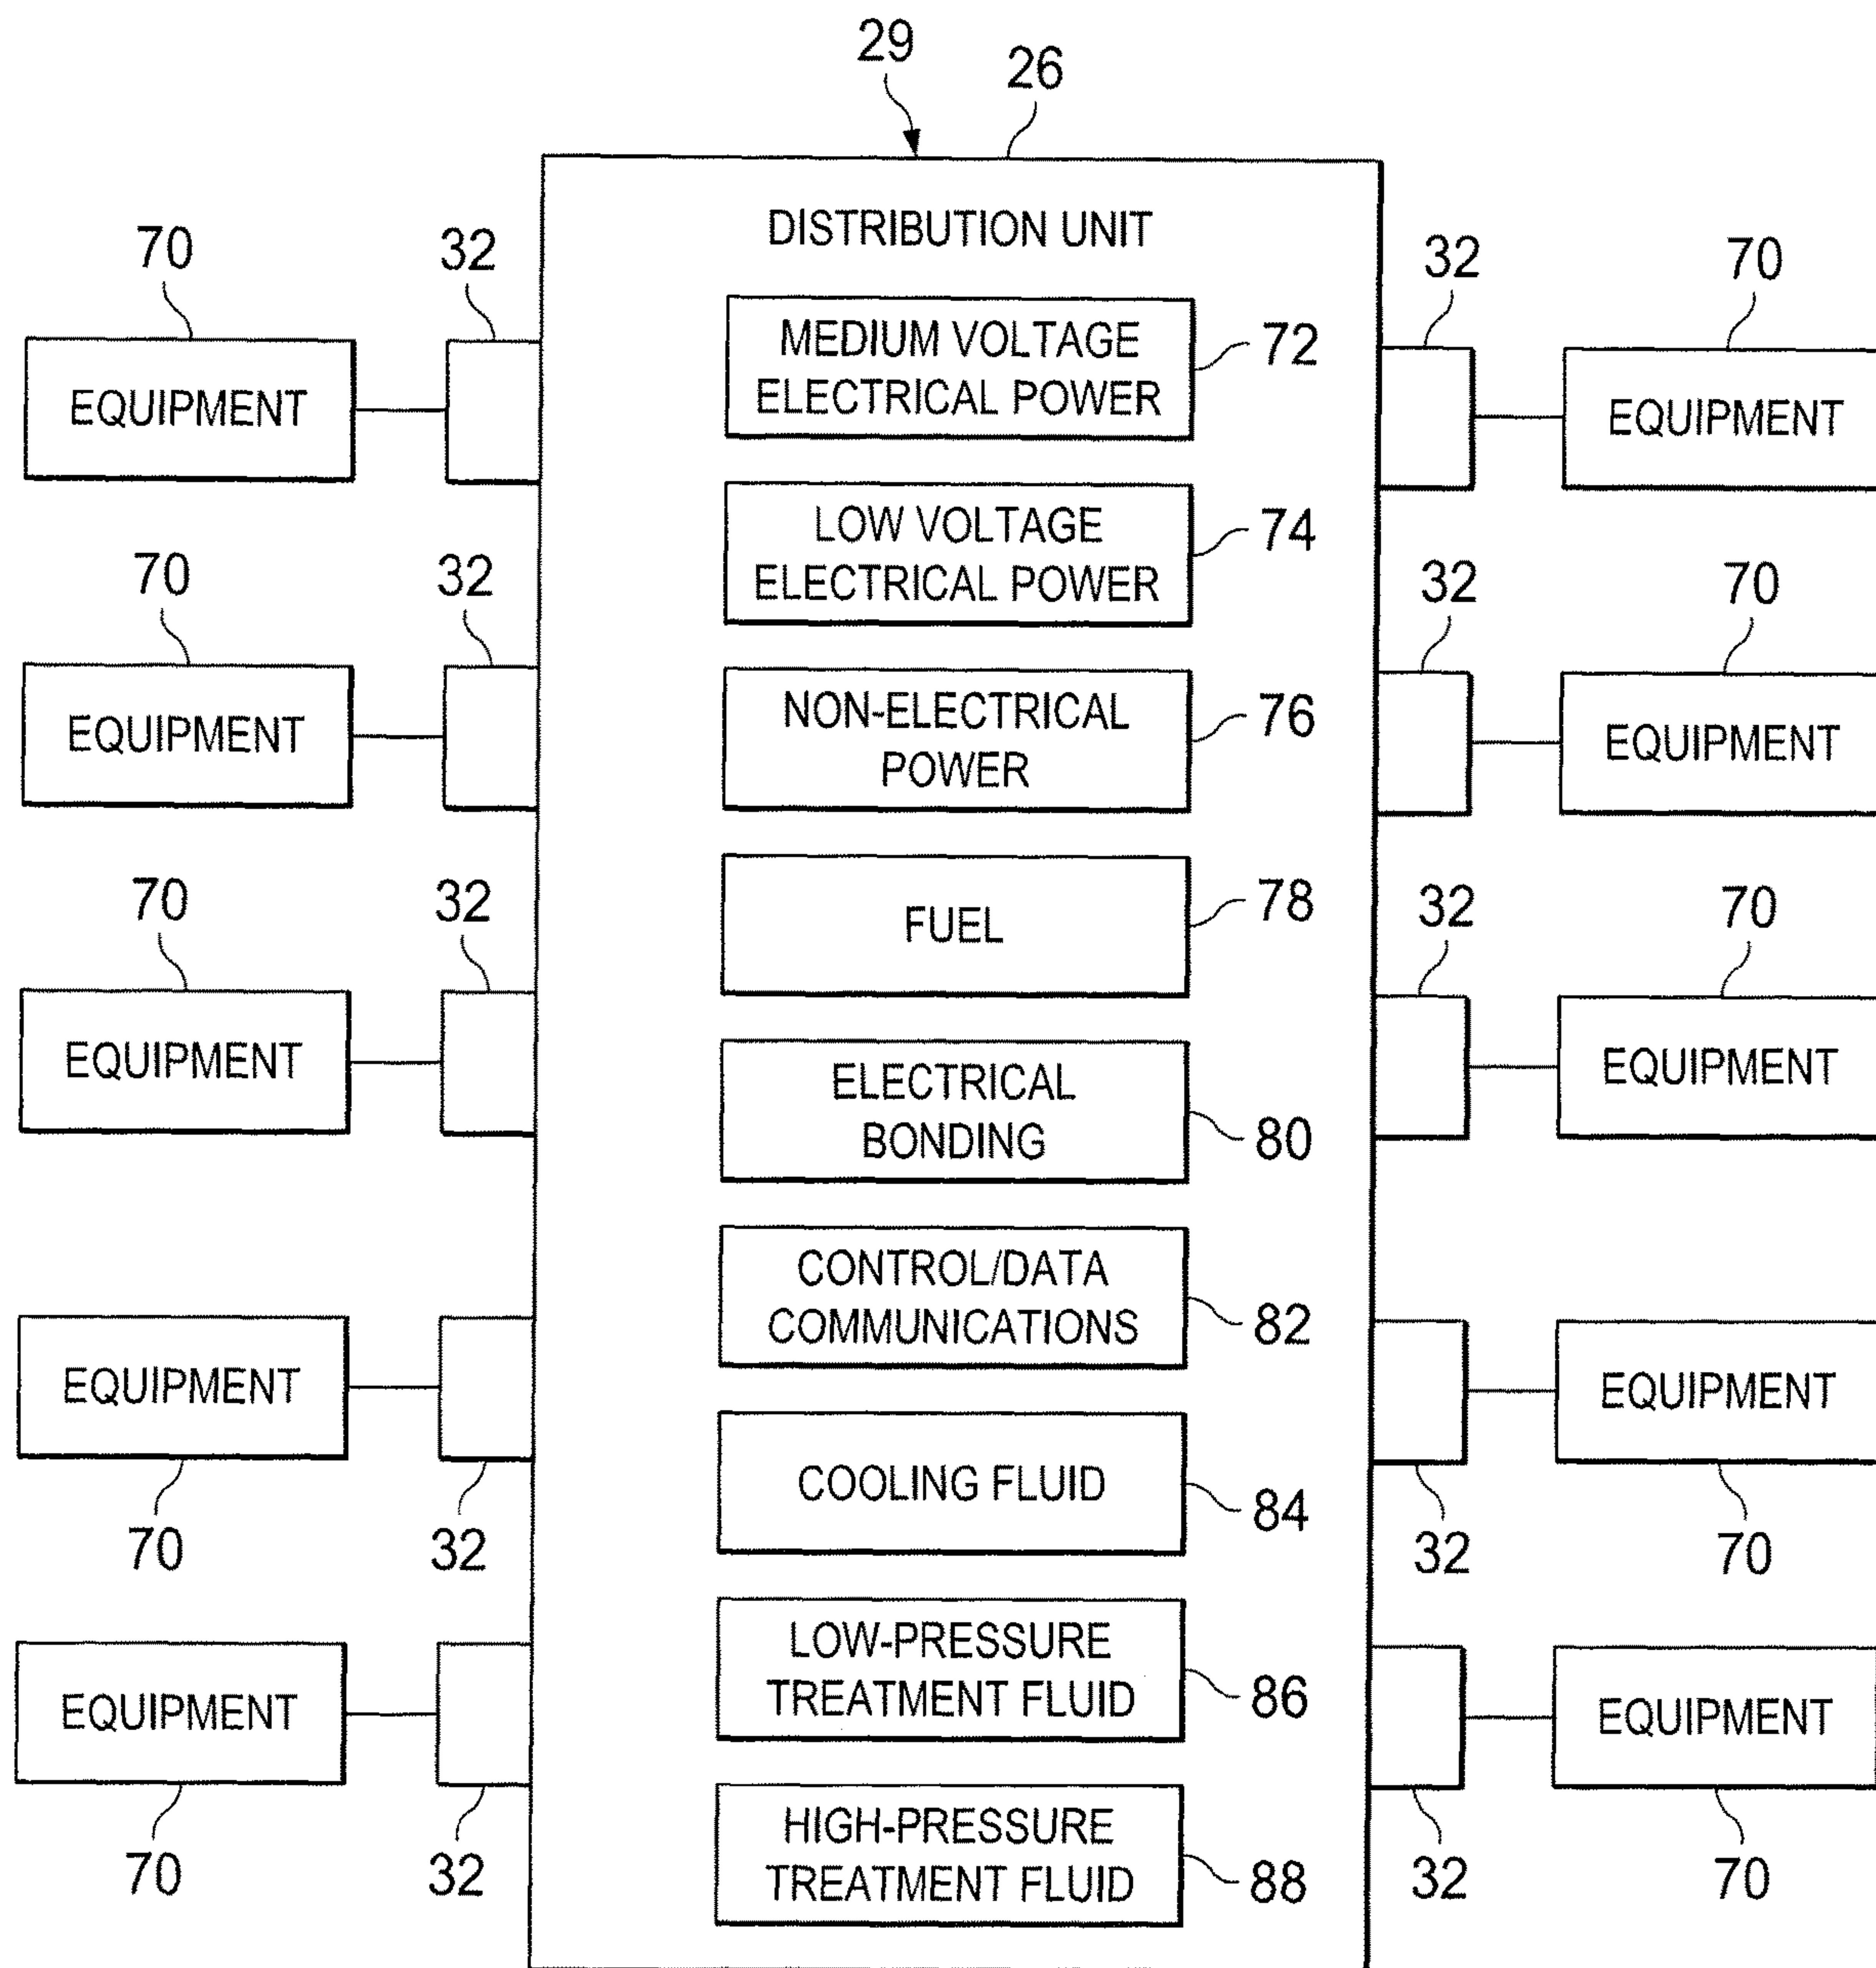 29
26
DISTRIBUTION UNIT
70
32
32
70
EQUIPMENT
MEDIUM VOLTAGE
ELECTRICAL POWER
72
EQUIPMENT
70
32
LOW VOLTAGE
ELECTRICAL POWER
74
32
70
EQUIPMENT
NON-ELECTRICAL
POWER
76
EQUIPMENT
70
32
FUEL
78
32
70
EQUIPMENT
ELECTRICAL
BONDING
80
EQUIPMENT
CONTROL/DATA
COMMUNICATIONS
82
EQUIPMENT
EQUIPMENT
70
32
COOLING FLUID
84
32
70
LOW-PRESSURE
TREATMENT FLUID
86
EQUIPMENT
EQUIPMENT
70
32
HIGH-PRESSURE
TREATMENT FLUID
88
32
70